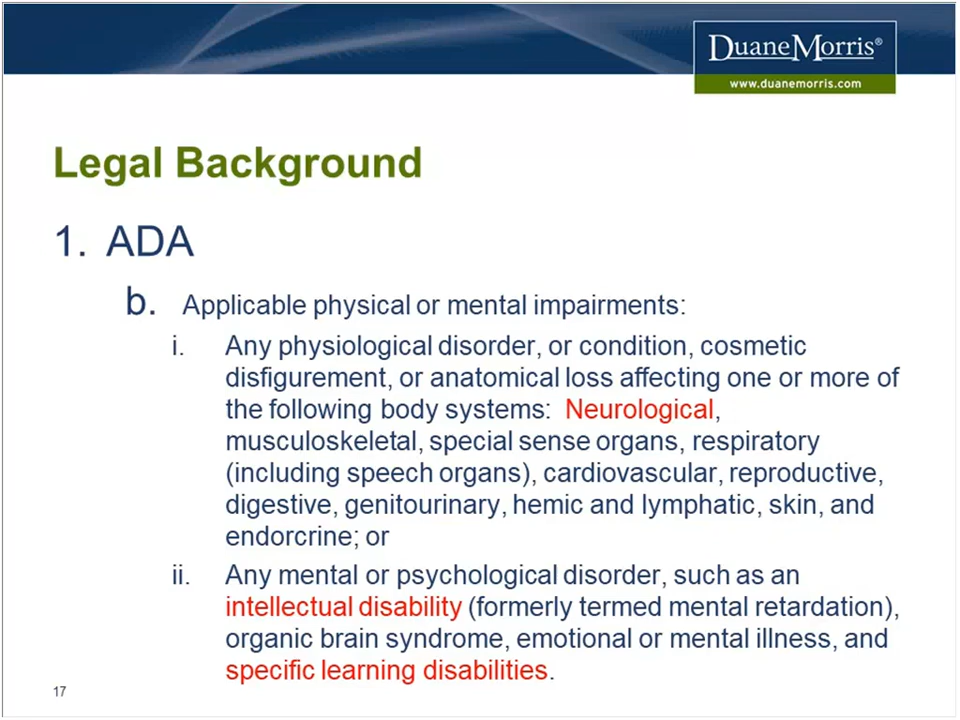 DuaneMorris®
www.duanemorris.com
Legal Background
1. ADA
b. Applicable physical or mental impairments:
i. Any physiological disorder, or condition, cosmetic
disfigurement, or anatomical loss affecting one or more of
the following body systems: Neurological,
musculoskeletal, special sense organs, respiratory
(including speech organs), cardiovascular, reproductive,
digestive, genitourinary, hemic and lymphatic, skin, and
endorcrine; or
ii. Any mental or psychological disorder, such as an
intellectual disability (formerly termed mental retardation),
organic brain syndrome, emotional or mental illness, and
specific learning disabilities.
17